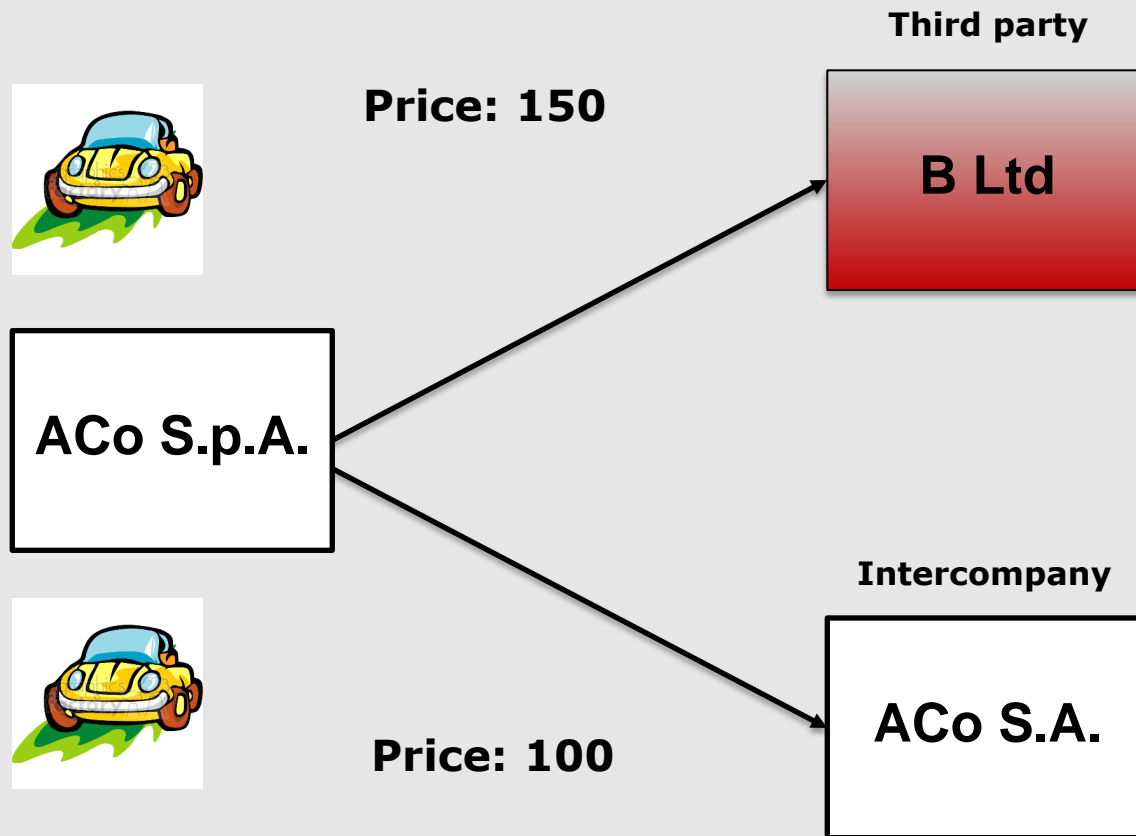 Third party
Price: 150
B Ltd
ACo S.p.A.
Intercompany
ACo S.A.
Price: 100